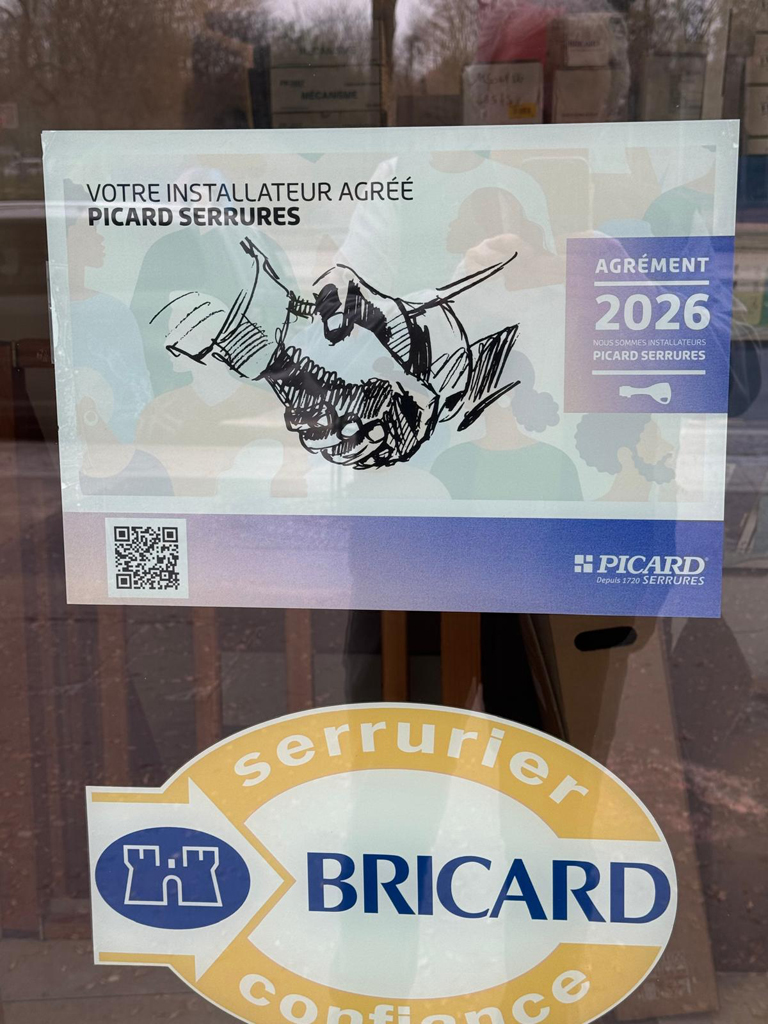 MÉCANISME
VOTRE INSTALLATEUR AGRÉÉ
PICARD SERRURES
AGRÉMENT
2026
NOUS SOMMES INSTALLATEURS
PICARD SERRURES
PICARD
Depuis 1720 SERRURES
serrurier
BRICARD
confiance